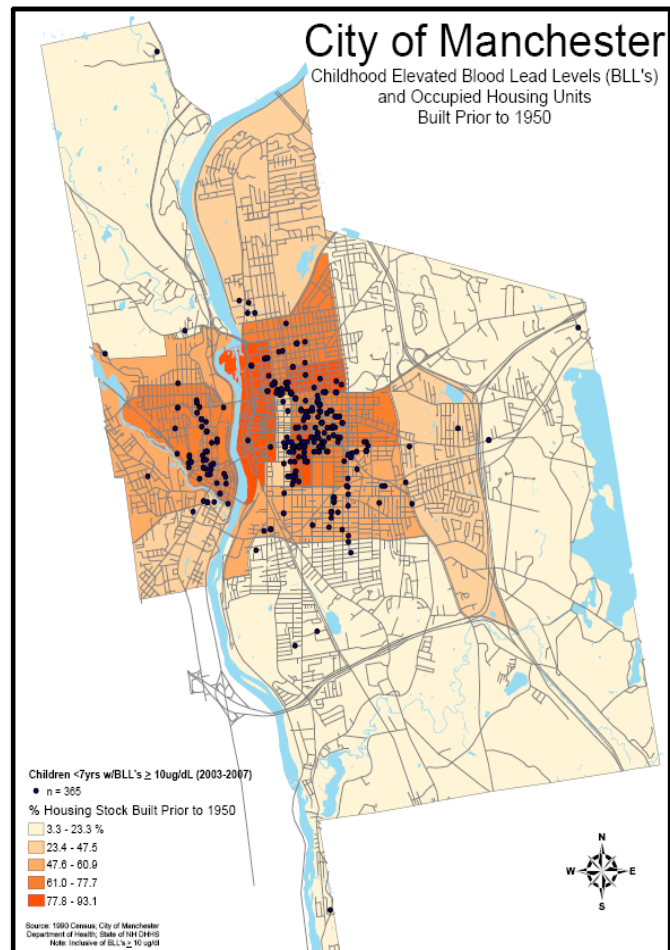 City of Manchester
Childhood Elevated Blood Lead Levels (BLL's)
and Occupied Housing Units
Built Prior to 1950
Children <7yrs w/BLL's ≥ 10ug/dL (2003-2007)
n = 365
% Housing Stock Built Prior to 1950
3.3 - 23.3 %
23.4 - 47.5
47.6 - 60.9
61.0 - 77.7
77.8 - 93.1
N
W E
S
Source: 1990 Census; City of Manchester
Department of Health; State of NH DHHS
Note: Inclusive of BLL's ≥ 10 ug/dl